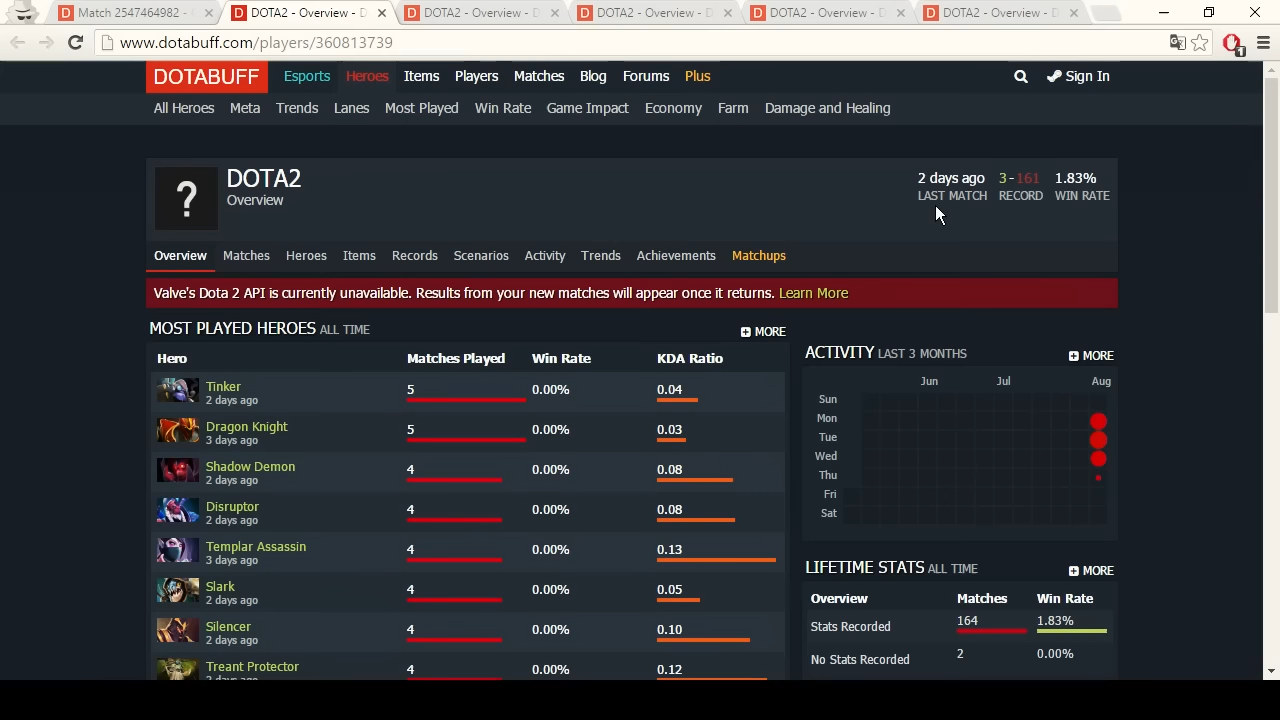 Match 2547464982 -
DOTA2 - Overview - D
DOTA2 - Overview - D
DOTA2 - Overview - D
DOTA2 - Overview - D
DOTA2 - Overview - D
www.dotabuff.com/players/360813739
1
DOTABUFF Esports Heroes Items Players Matches Blog Forums Plus Sign In
All Heroes Meta Trends Lanes Most Played Win Rate Game Impact Economy Farm Damage and Healing
?
DOTA2
Overview
2 days ago 3-161 1.83%
LAST MATCH RECORD WIN RATE
Overview Matches Heroes Items Records Scenarios Activity Trends Achievements Matchups
Valve's Dota 2 API is currently unavailable. Results from your new matches will appear once it returns. Learn More
MOST PLAYED HEROES ALL TIME MORE
Hero Matches Played Win Rate KDA Ratio
Tinker 5 0.00% 0.04
2 days ago
Dragon Knight 5 0.00% 0.03
3 days ago
Shadow Demon 4 0.00% 0.08
2 days ago
Disruptor 4 0.00% 0.08
2 days ago
Templar Assassin 4 0.00% 0.13
3 days ago
Slark 4 0.00% 0.05
2 days ago
Silencer 4 0.00% 0.10
2 days ago
Treant Protector 4 0.00% 0.12
2 days ago
ACTIVITY LAST 3 MONTHS MORE
Jun Jul Aug
Sun
Mon
Tue
Wed
Thu
Fri
Sat
LIFETIME STATS ALL TIME MORE
Overview Matches Win Rate
Stats Recorded 164 1.83%
No Stats Recorded 2 0.00%